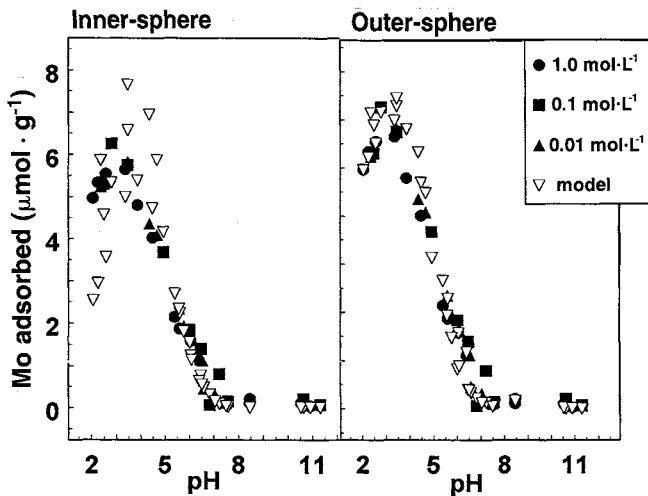 Inner-sphere
Outer-sphere
Mo adsorbed (μmol · g⁻¹)
8
6
4
2
0
2
5
8
11
pH
2
5
8
11
pH
1.0 mol·L⁻¹
0.1 mol·L⁻¹
0.01 mol·L⁻¹
model